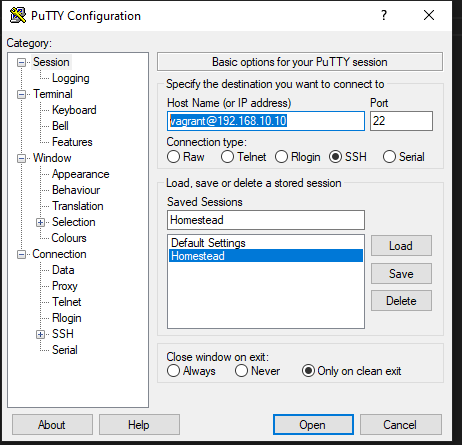 PuTTY Configuration
?
Category:
Session
Logging
Terminal
Keyboard
Bell
Features
Window
Appearance
Behaviour
Translation
Selection
Colours
Connection
Data
Proxy
Telnet
Rlogin
SSH
Serial
Basic options for your PuTTY session
Specify the destination you want to connect to
Host Name (or IP address) Port
vagrant@192.168.10.10 22
Connection type:
Raw Telnet Rlogin SSH Serial
Load, save or delete a stored session
Saved Sessions
Homestead
Default Settings
Homestead
Load
Save
Delete
Close window on exit:
Always Never Only on clean exit
About Help Open Cancel